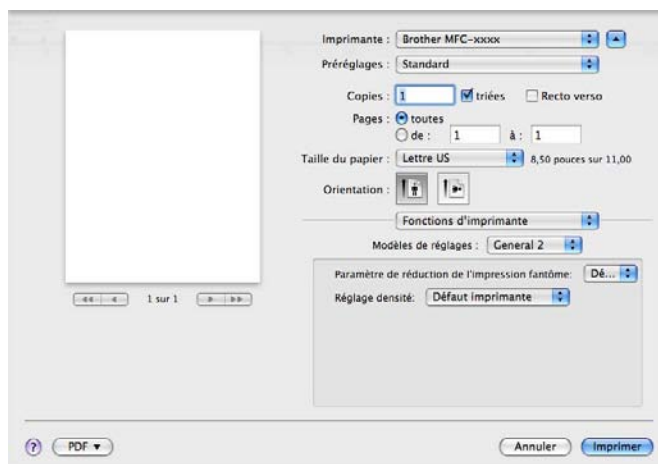 Imprimante : Brother MFC-xxxx
Préréglages : Standard
Copies : 1 triées Recto verso
Pages : toutes
de : 1 à : 1
Taille du papier : Lettre US 8,50 pouces sur 11,00
Orientation :
Fonctions d'imprimante
Modèles de réglages : General 2
Paramètre de réduction de l'impression fantôme: Dé...
Réglage densité: Défaut imprimante
1 sur 1
? PDF ▼ Annuler Imprimer